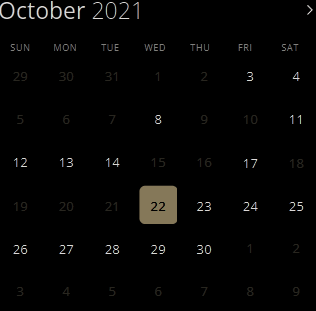 October 2021
SUN MON TUE WED THU FRI SAT
29 30 31 1 2 3 4
5 6 7 8 9 10 11
12 13 14 15 16 17 18
19 20 21 22 23 24 25
26 27 28 29 30 1 2
3 4 5 6 7 8 9